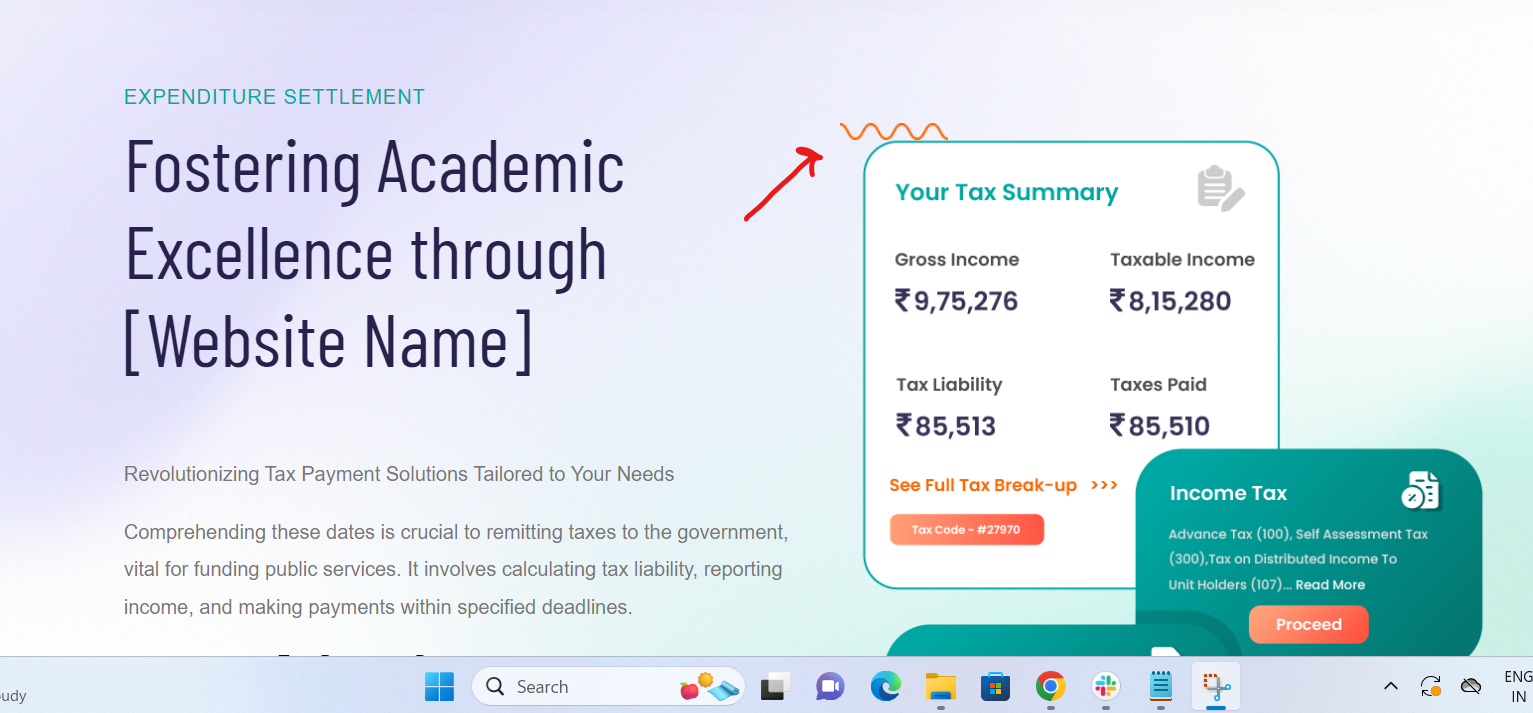 EXPENDITURE SETTLEMENT
Fostering Academic
Excellence through
[Website Name]
Revolutionizing Tax Payment Solutions Tailored to Your Needs
Comprehending these dates is crucial to remitting taxes to the government,
vital for funding public services. It involves calculating tax liability, reporting
income, and making payments within specified deadlines.
Your Tax Summary
Gross Income
₹9,75,276
Taxable Income
₹8,15,280
Tax Liability
₹85,513
Taxes Paid
₹85,510
See Full Tax Break-up >>>
Tax Code - #27970
Income Tax
Advance Tax (100), Self Assessment Tax
(300),Tax on Distributed Income To
Unit Holders (107)... Read More
Proceed
Search
ENG
IN